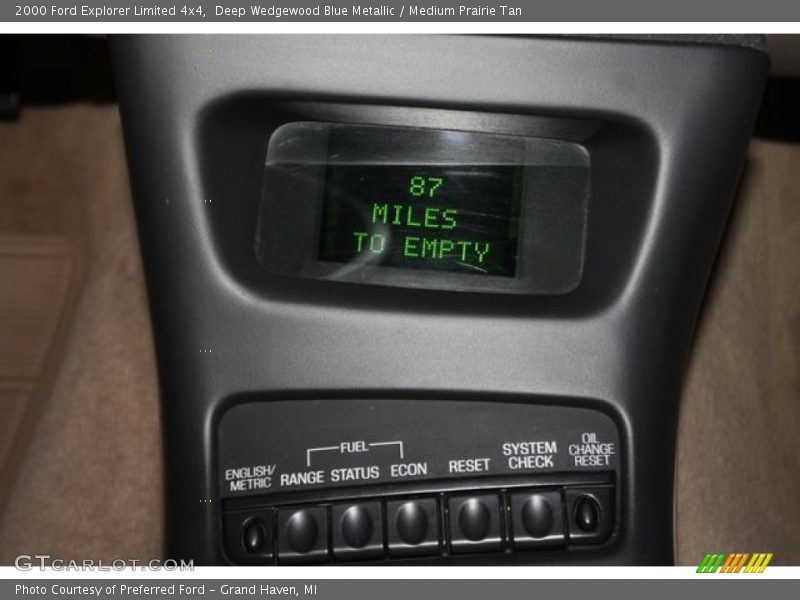 2000 Ford Explorer Limited 4x4, Deep Wedgewood Blue Metallic / Medium Prairie Tan
87
MILES
TO EMPTY
FUEL
ENGLISH/
METRIC
RANGE
STATUS
ECON
RESET
SYSTEM
CHECK
OIL
CHANGE
RESET
GTCARLOT.COM
Photo Courtesy of Preferred Ford - Grand Haven, MI